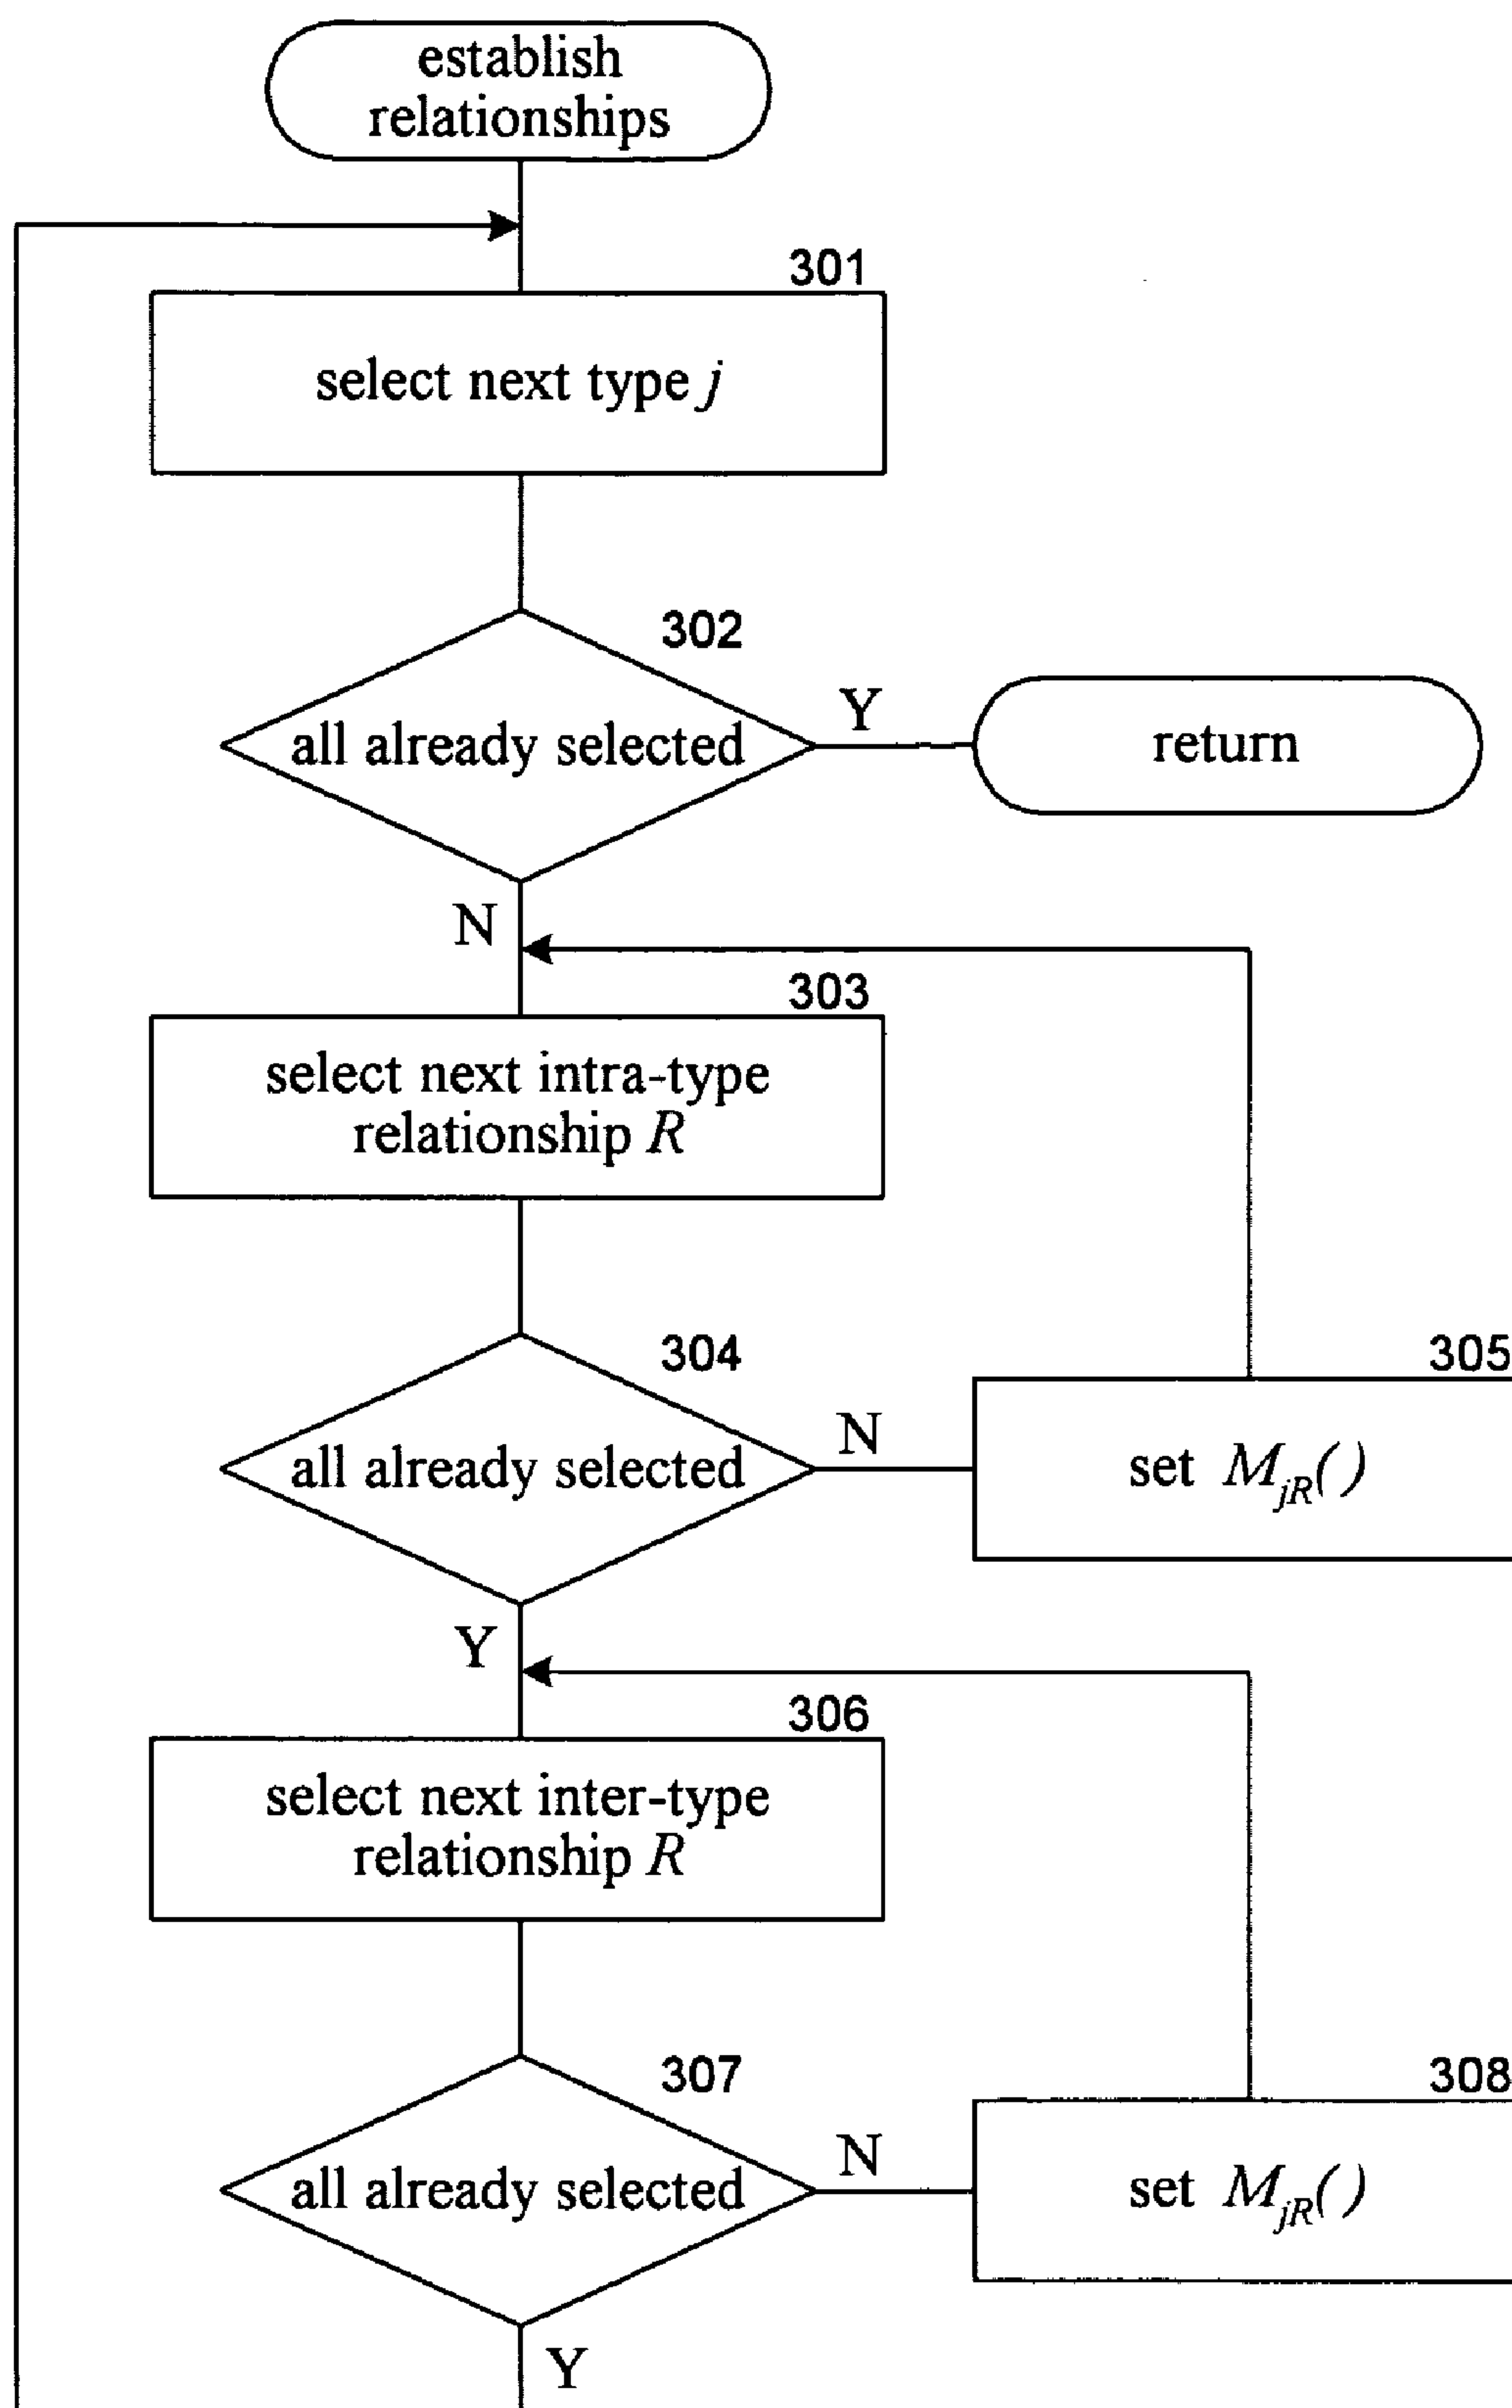 establish
relationships
301
select next type j
302
all already selected
Y
return
N
303
select next intra-type
relationship R
304
all already selected
N
305
set M_jR()
Y
306
select next inter-type
relationship R
307
all already selected
N
308
set M_jR()
Y